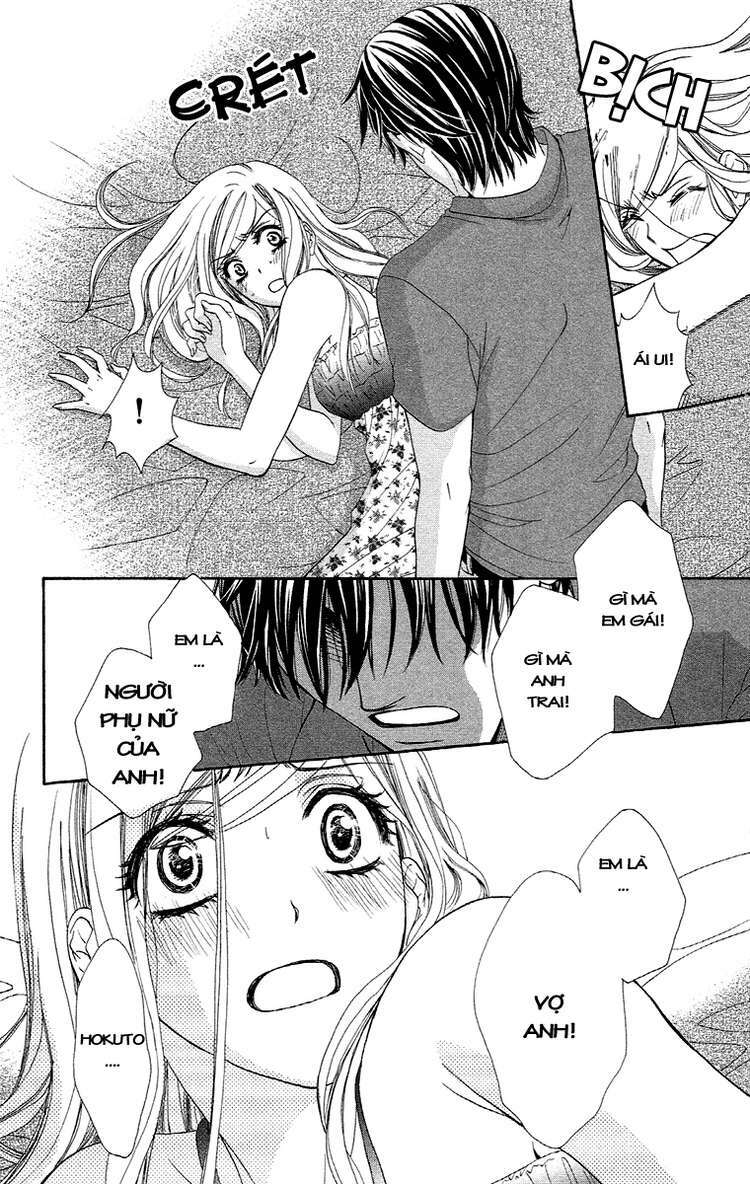 BỊCH
ÁI UI!
CRÉT
!
GÌ MÀ
EM GÁI!
GÌ MÀ
ANH
TRAI!
EM LÀ
...
NGƯỜI
PHỤ NỮ
CỦA
ANH!
EM LÀ
...
VỢ
ANH!
HOKUTO
....